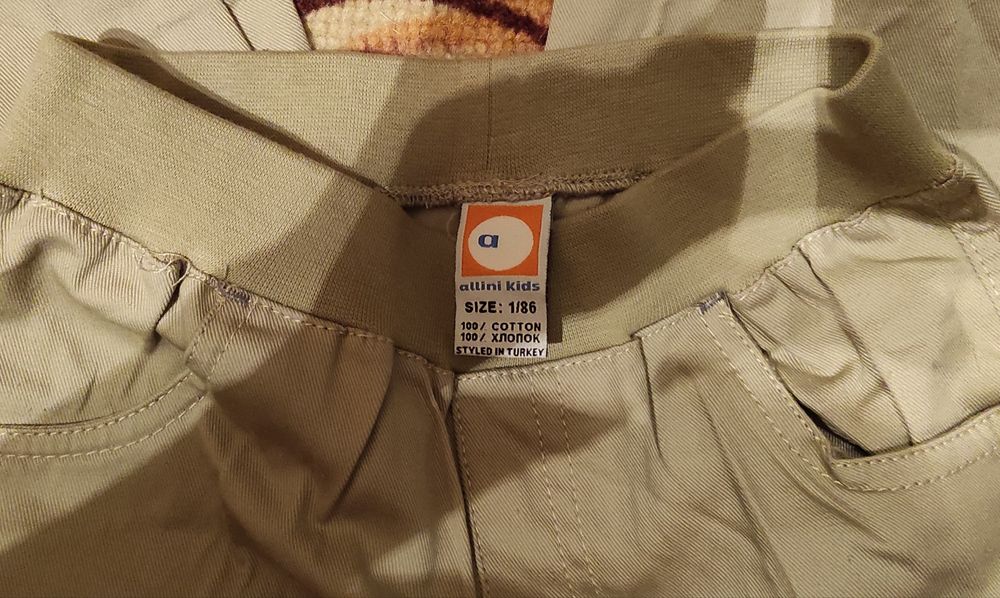 a
allini Kids
SIZE: 1/86
100/ COTTON
100/ ХЛОПОК
STYLED IN TURKEY